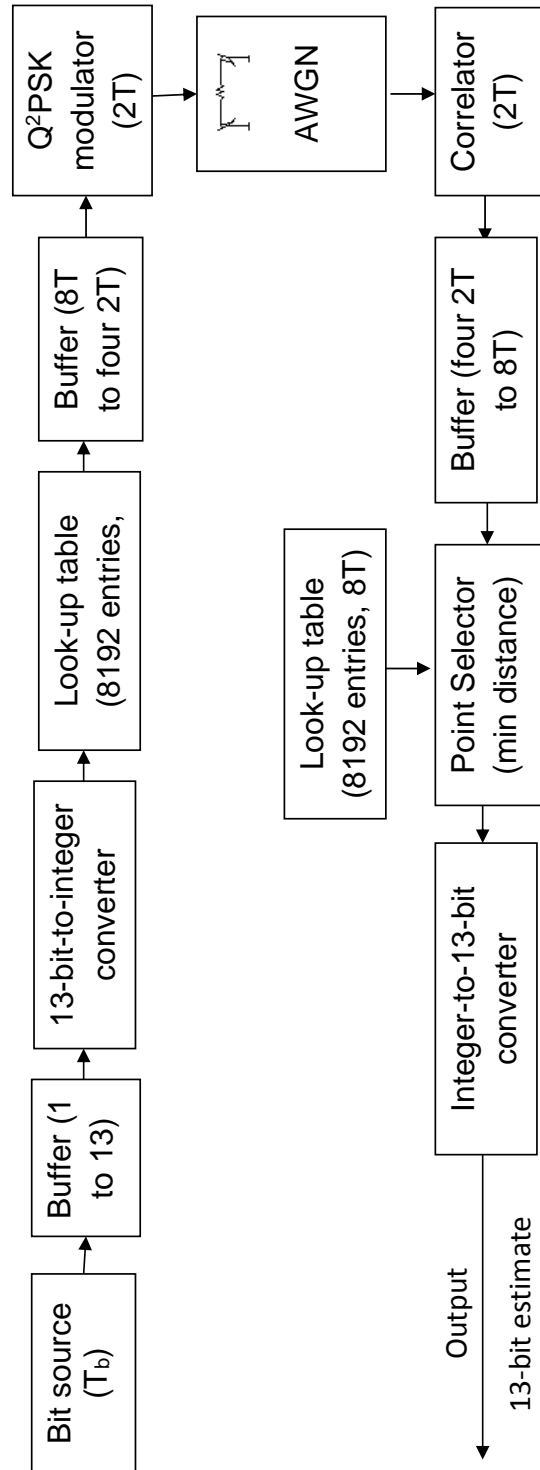 Bit source
(Tb)
Buffer (1
to 13)
13-bit-to-integer
converter
Look-up table
(8192 entries,
Buffer (8T
to four 2T)
Q²PSK
modulator
(2T)
AWGN
Correlator
(2T)
Buffer (four 2T
to 8T)
Look-up table
(8192 entries, 8T)
Point Selector
(min distance)
Integer-to-13-bit
converter
Output
13-bit estimate